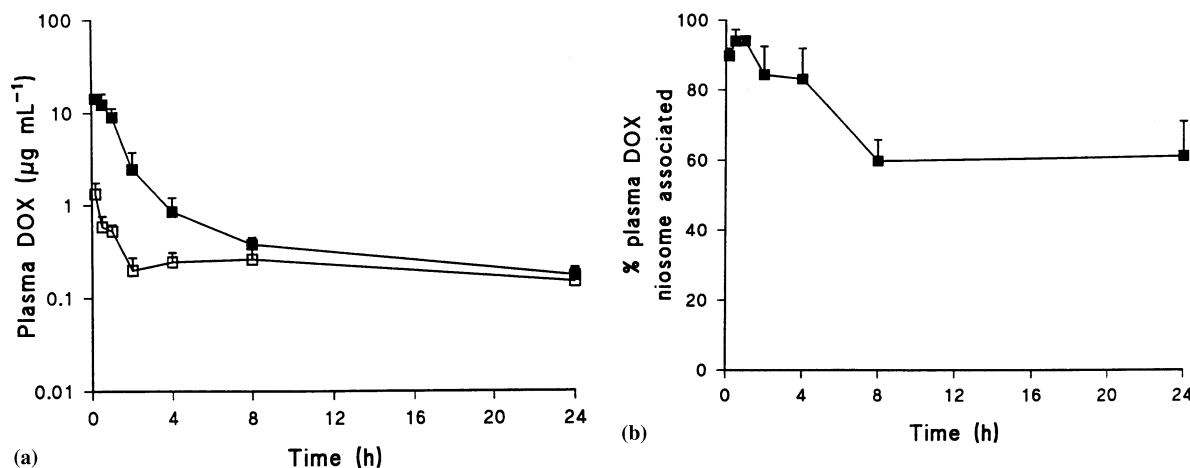 100
10
1
0.1
0.01
Plasma DOX (µg mL⁻¹)
0 4 8 12 16 20 24
Time (h)
(a)
100
80
60
40
20
0
% plasma DOX
niosome associated
0 4 8 12 16 20 24
Time (h)
(b)